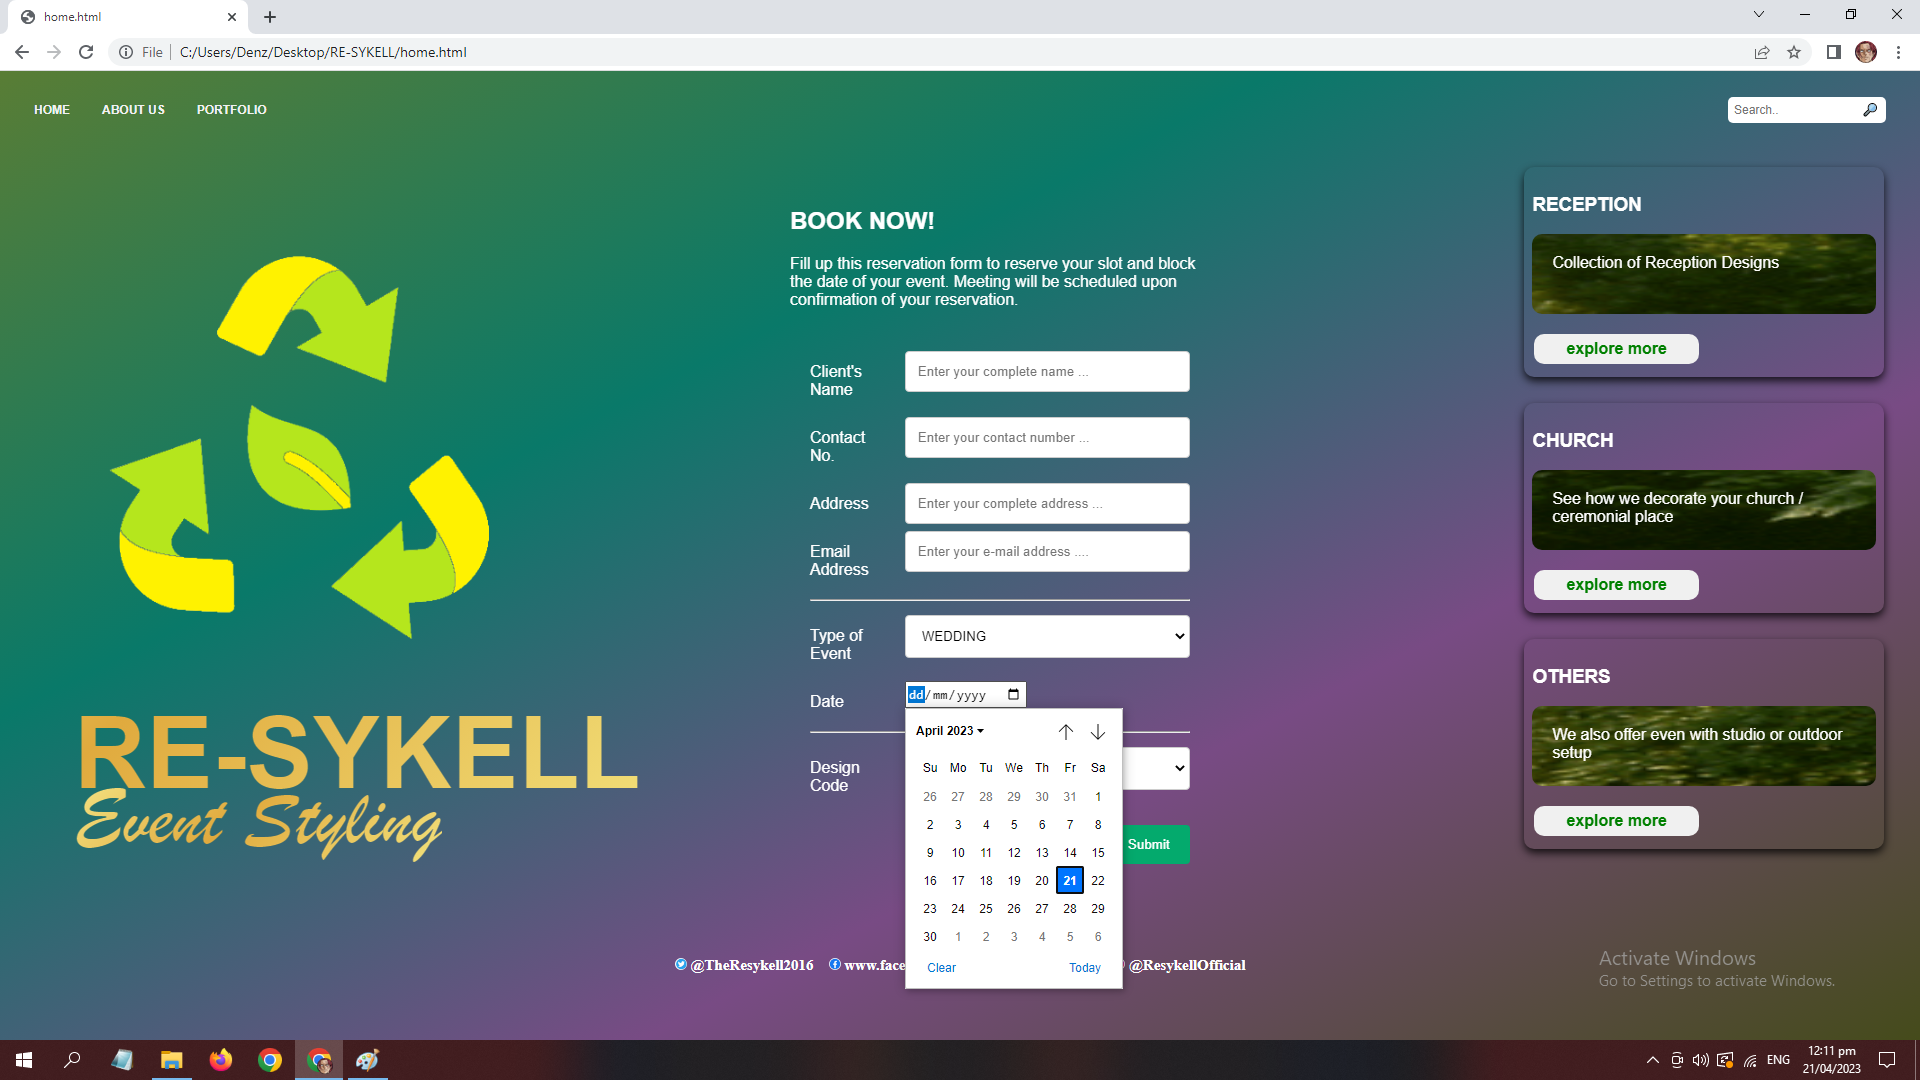 home.html
File
C:/Users/Denz/Desktop/RE-SYKELL/home.html
HOME
ABOUT US
PORTFOLIO
Search..
RE-SYKELL
Event Styling
BOOK NOW!
Fill up this reservation form to reserve your slot and block
the date of your event. Meeting will be scheduled upon
confirmation of your reservation.
Client's
Name
Enter your complete name ...
Contact
No.
Enter your contact number ...
Address
Enter your complete address ...
Email
Address
Enter your e-mail address ....
Type of
Event
WEDDING
Date
dd/mm/yyyy
April 2023
Su Mo Tu We Th Fr Sa
26 27 28 29 30 31 1
2 3 4 5 6 7 8
9 10 11 12 13 14 15
16 17 18 19 20 21 22
23 24 25 26 27 28 29
30 1 2 3 4 5 6
Clear
Today
Design
Code
Submit
@TheResykell2016
www.face
@ResykellOfficial
RECEPTION
Collection of Reception Designs
explore more
CHURCH
See how we decorate your church /
ceremonial place
explore more
OTHERS
We also offer even with studio or outdoor
setup
explore more
Activate Windows
Go to Settings to activate Windows.
ENG
12:11 pm
21/04/2023